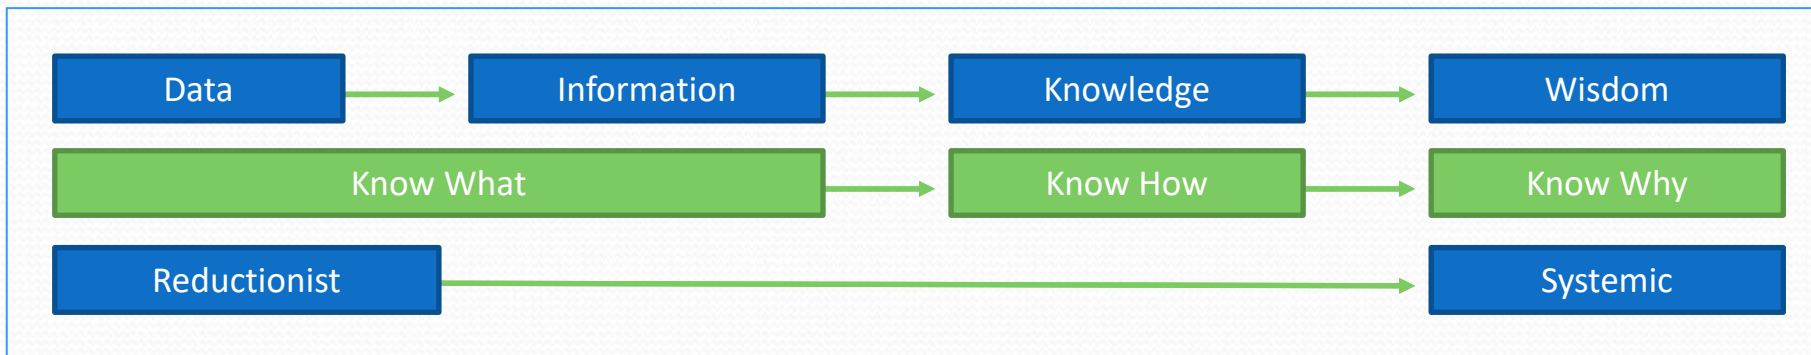 Data Information Knowledge Wisdom
Know What Know How Know Why
Reductionist Systemic